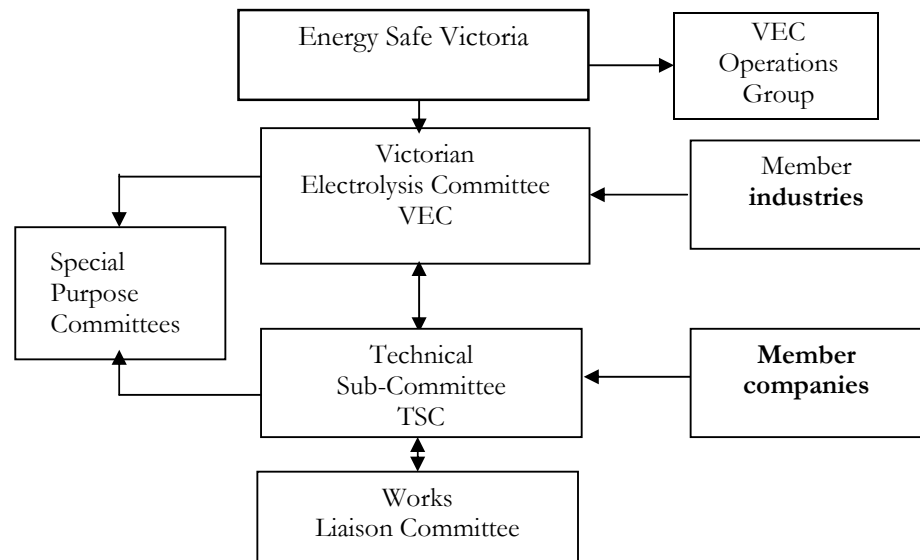 Energy Safe Victoria
VEC
Operations
Group
Victorian
Electrolysis Committee
VEC
Member
industries
Special
Purpose
Committees
Technical
Sub-Committee
TSC
Member
companies
Works
Liaison Committee